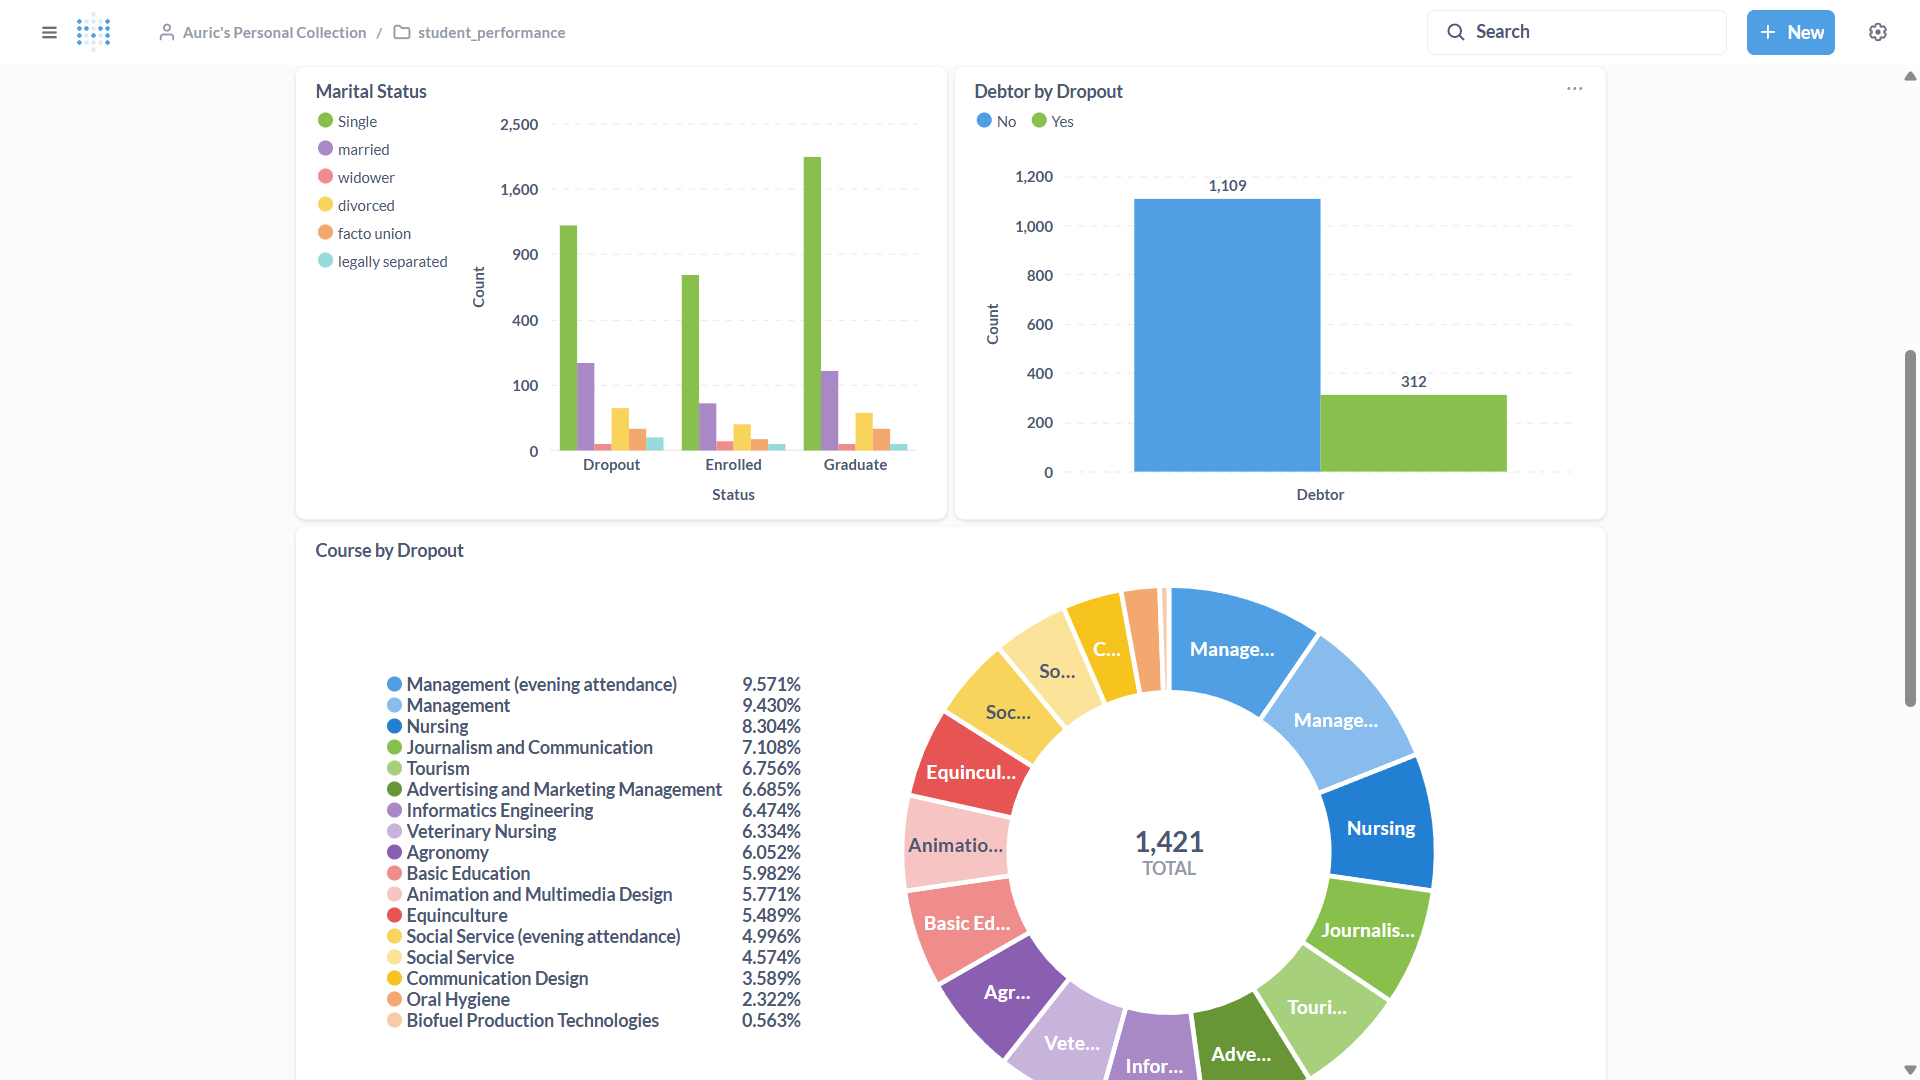 Auric's Personal Collection / student_performance
Search
+ New
Marital Status
Single
married
widower
divorced
facto union
legally separated
Count
2,500
1,600
900
400
100
0
Dropout
Enrolled
Graduate
Status
Debtor by Dropout
...
No
Yes
Count
1,200
1,000
800
600
400
200
0
1,109
312
Debtor
Course by Dropout
Management (evening attendance) 9.571%
Management 9.430%
Nursing 8.304%
Journalism and Communication 7.108%
Tourism 6.756%
Advertising and Marketing Management 6.685%
Informatics Engineering 6.474%
Veterinary Nursing 6.334%
Agronomy 6.052%
Basic Education 5.982%
Animation and Multimedia Design 5.771%
Equinculture 5.489%
Social Service (evening attendance) 4.996%
Social Service 4.574%
Communication Design 3.589%
Oral Hygiene 2.322%
Biofuel Production Technologies 0.563%
Manage...
Manage...
Nursing
Journalis...
Touri...
Adve...
Infor...
Vete...
Agr...
Basic Ed...
Animatio...
Equincul...
Soc...
So...
C...
1,421
TOTAL